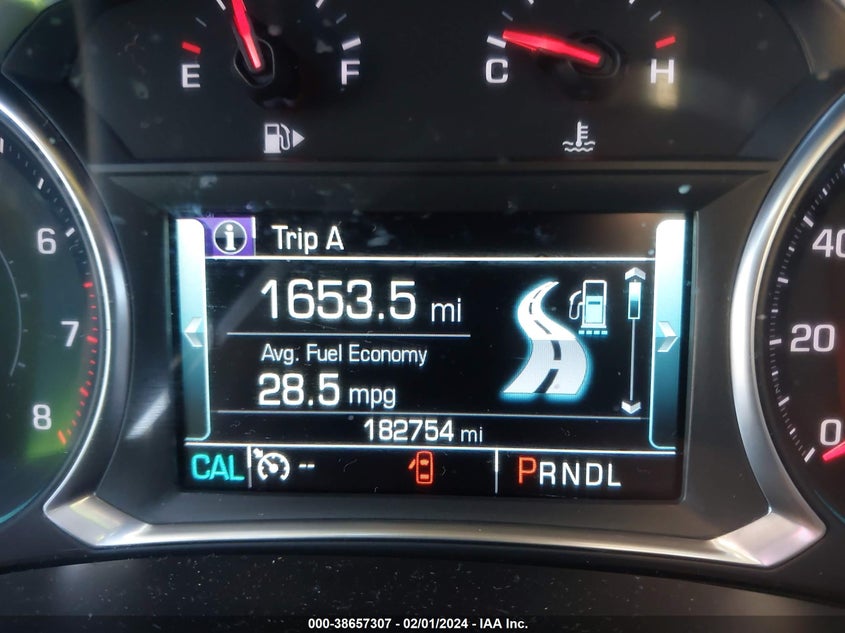 E F C H
Trip A
6 40
1653.5 mi
7 20
Avg. Fuel Economy
28.5 mpg
8 0
182754 mi
CAL -- PRNDL
000-38657307 - 02/01/2024 - IAA Inc.